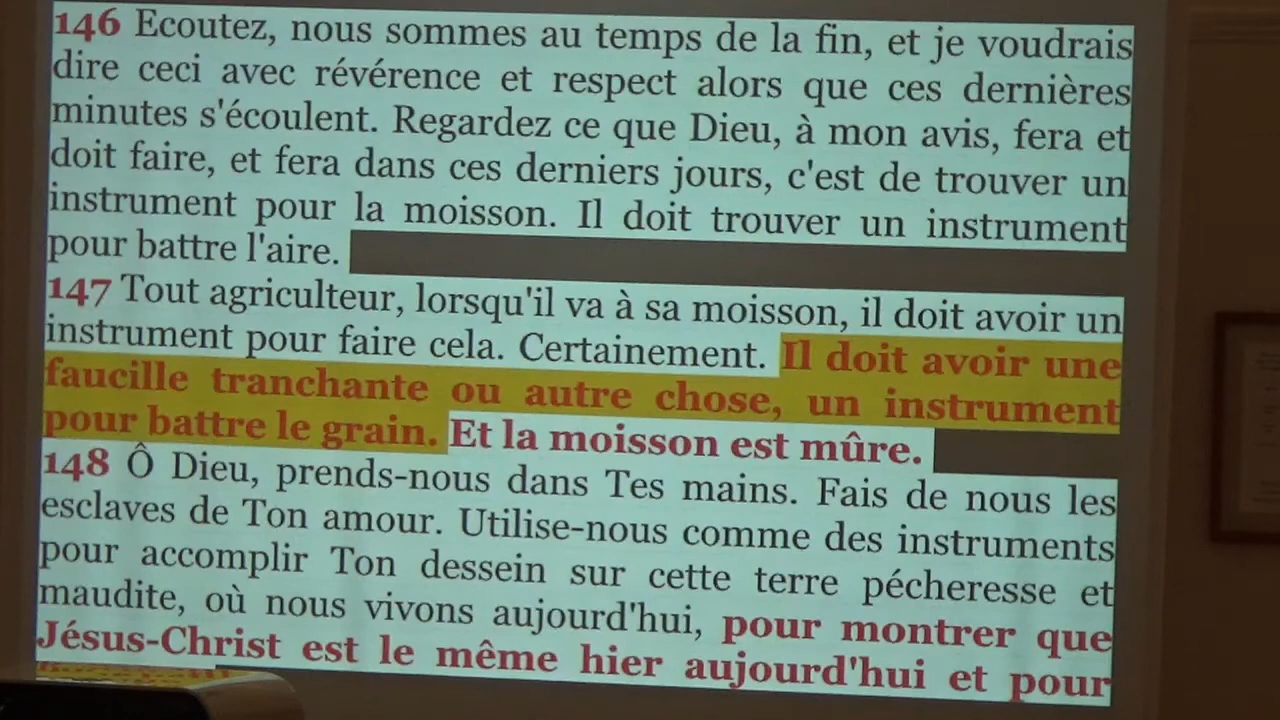 146 Ecoutez, nous sommes au temps de la fin, et je voudrais
dire ceci avec révérence et respect alors que ces dernières
minutes s'écoulent. Regardez ce que Dieu, à mon avis, fera et
doit faire, et fera dans ces derniers jours, c'est de trouver un
instrument pour la moisson. Il doit trouver un instrument
pour battre l'aire.
147 Tout agriculteur, lorsqu'il va à sa moisson, il doit avoir un
instrument pour faire cela. Certainement. Il doit avoir une
faucille tranchante ou autre chose, un instrument
pour battre le grain. Et la moisson est mûre.
148 Ô Dieu, prends-nous dans Tes mains. Fais de nous les
esclaves de Ton amour. Utilise-nous comme des instruments
pour accomplir Ton dessein sur cette terre pécheresse et
maudite, où nous vivons aujourd'hui, pour montrer que
Jésus-Christ est le même hier aujourd'hui et pour